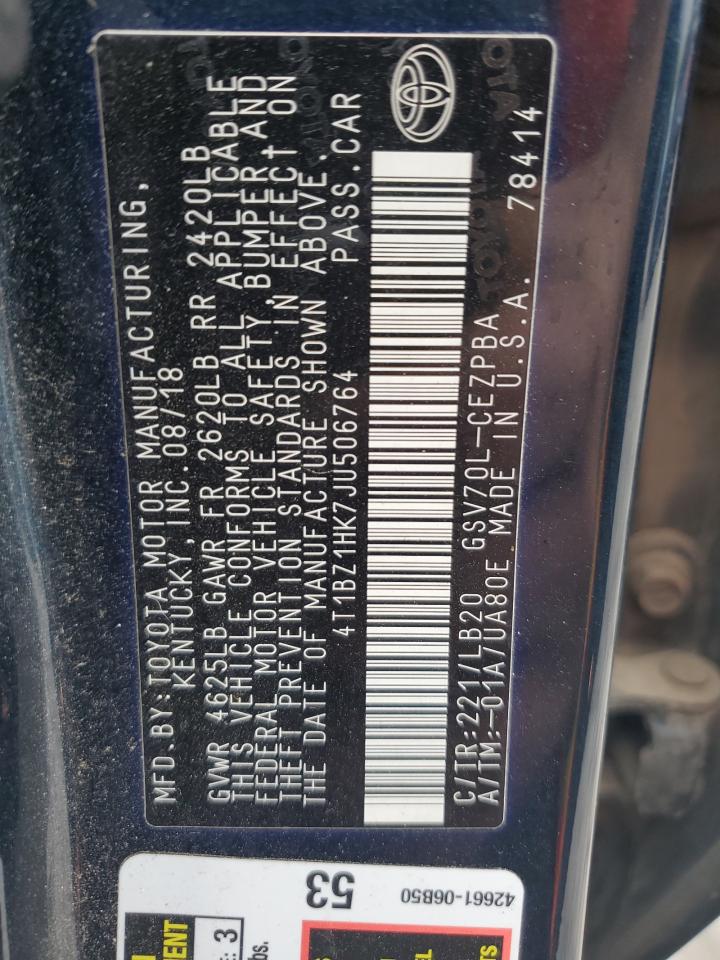 MFD.BY:TOYOTA MOTOR MANUFACTURING,
KENTUCKY, INC.08/18
GVWR 4625LB GAWR FR 2620LB RR 2420LB
THIS VEHICLE CONFORMS TO ALL APPLICABLE
FEDERAL MOTOR VEHICLE SAFETY, BUMPER AND
THEFT PREVENTION STANDARDS IN EFFECT ON
THE DATE OF MANUFACTURE SHOWN ABOVE.
4T1BZ1HK7JU506764 PASS.CAR
C/TR:221/LB20 GSV70L-CEZPBA
A/TM:-01A/UA80E MADE IN U.S.A. 78414
53
42661-06B50
3